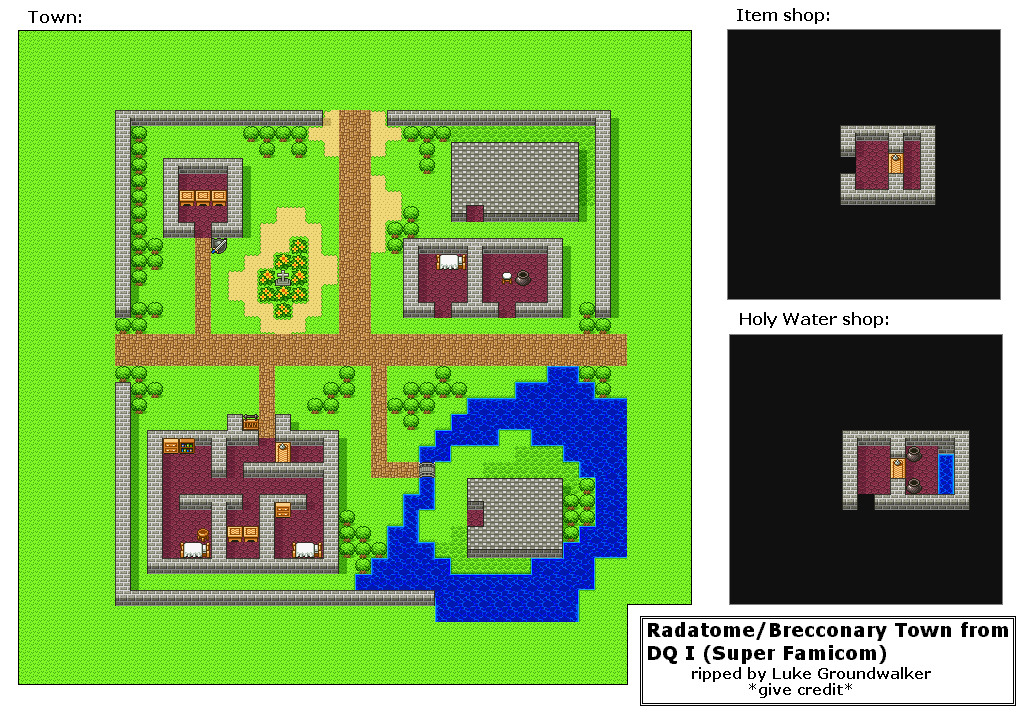 Town:
Item shop:
Holy Water shop:
Radatome/Brecconary Town from
DQ I (Super Famicom)
ripped by Luke Groundwalker
*give credit*